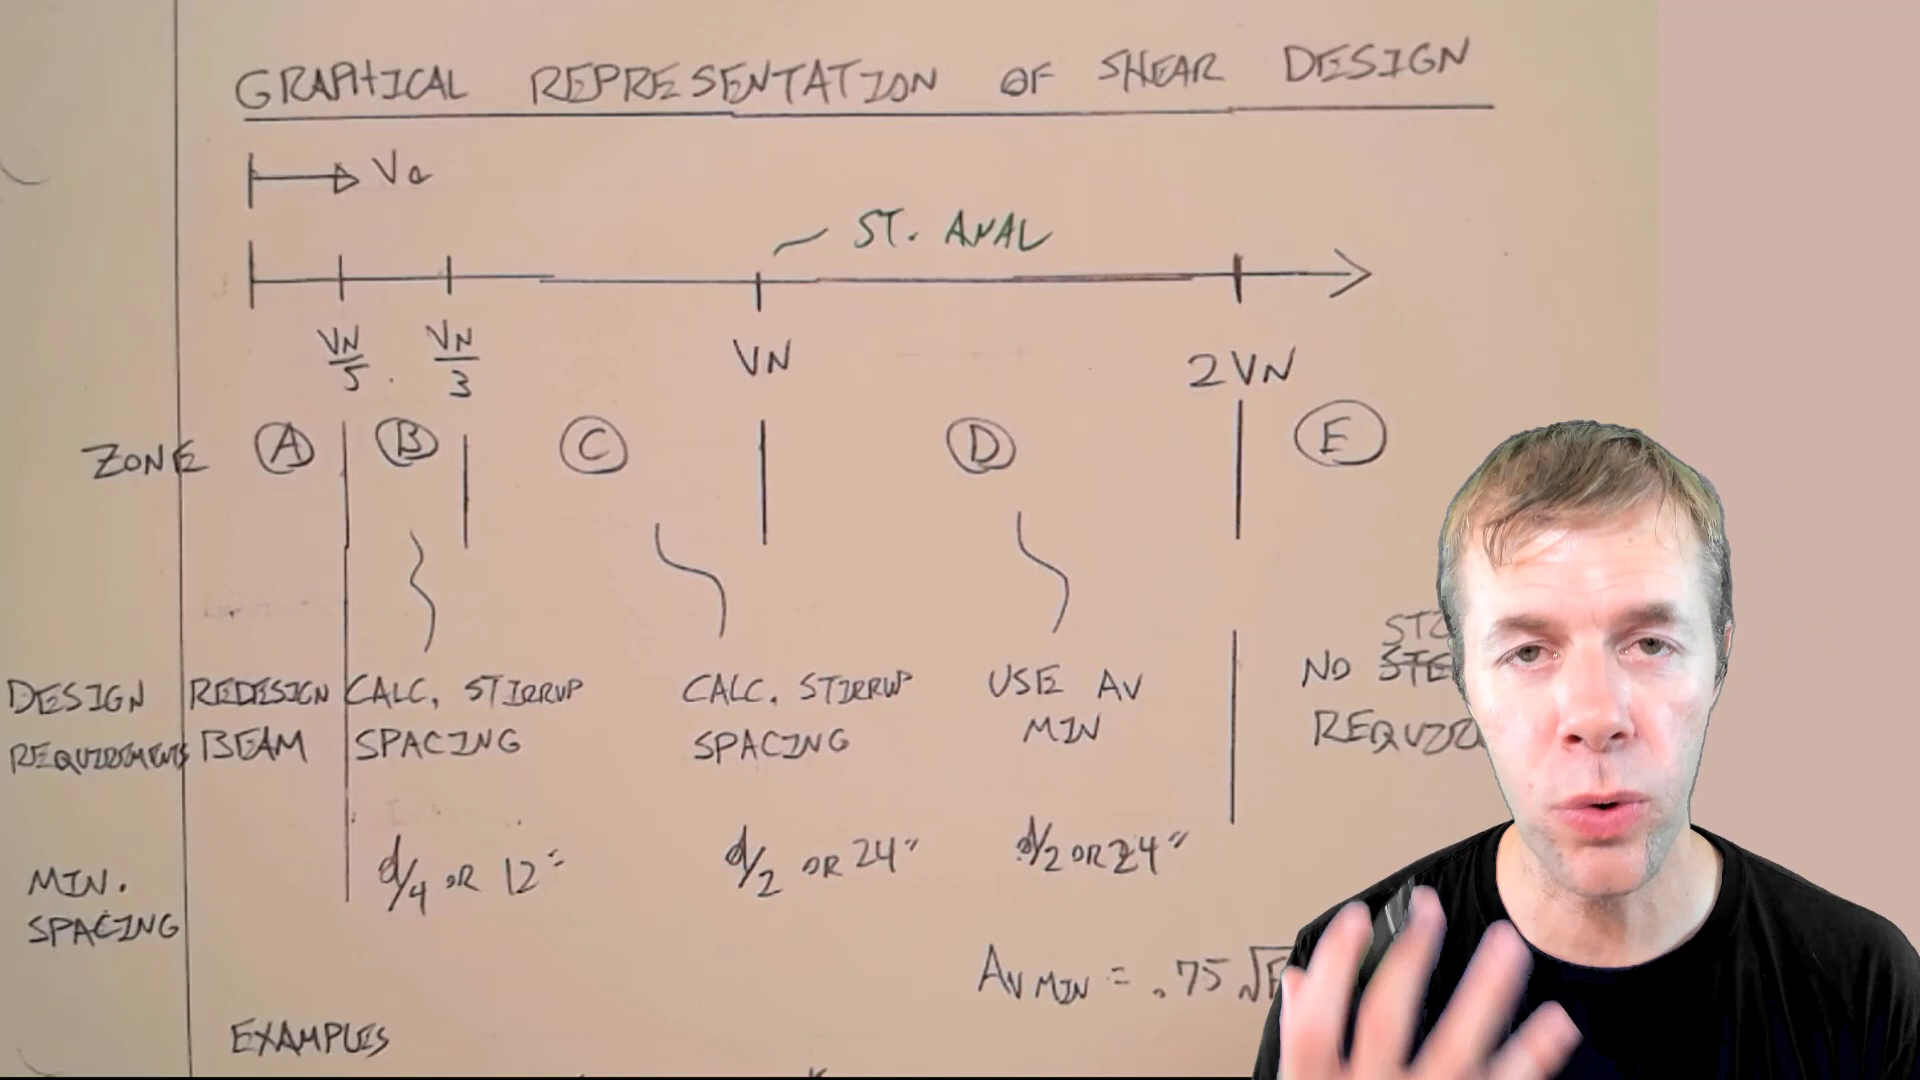 GRAPHICAL REPRESENTATION OF SHEAR DESIGN
Va
ST. ANAL
VN/5 VN/3 VN 2VN
ZONE A B C D E
DESIGN REQUIREMENTS
REDESIGN BEAM
CALC. STIRRUP SPACING
CALC. STIRRUP SPACING
USE AV MIN
NO
MIN. SPACING
d/4 OR 12"
d/2 OR 24"
d/2 OR 24"
AV MIN = .75 √
EXAMPLES